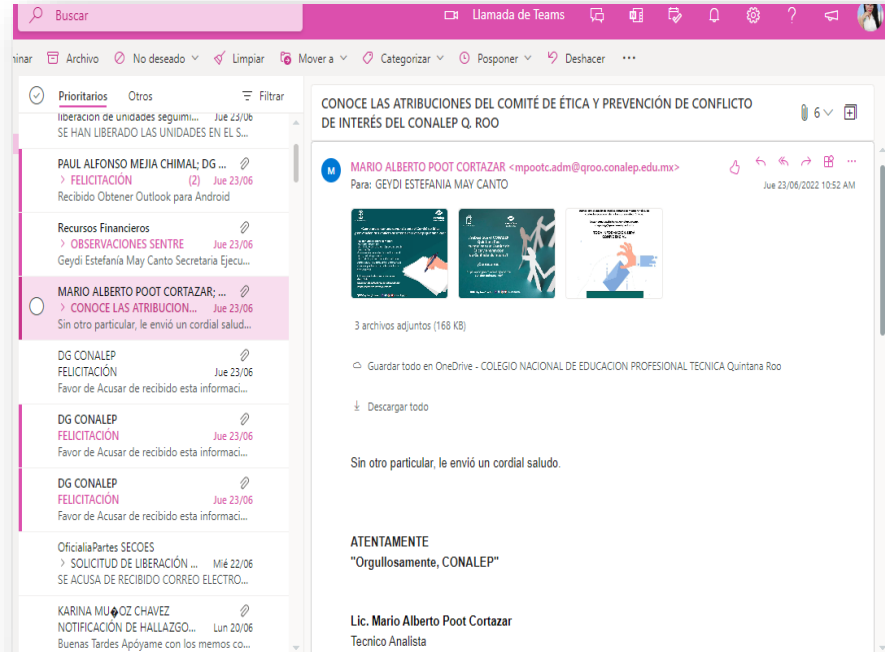 Buscar
Llamada de Teams
inar Archivo No deseado Limpiar Mover a Categorizar Posponer Deshacer ...
Prioritarios Otros Filtrar
liberación de unidades seguimi... Jue 23/06
SE HAN LIBERADO LAS UNIDADES EN EL S...
PAUL ALFONSO MEJIA CHIMAL; DG ...
> FELICITACIÓN (2) Jue 23/06
Recibido Obtener Outlook para Android
Recursos Financieros
> OBSERVACIONES SENTRE Jue 23/06
Geydi Estefanía May Canto Secretaria Ejecu...
MARIO ALBERTO POOT CORTAZAR; ...
> CONOCE LAS ATRIBUCION... Jue 23/06
Sin otro particular, le envió un cordial salud...
DG CONALEP
FELICITACIÓN Jue 23/06
Favor de Acusar de recibido esta informaci...
DG CONALEP
FELICITACIÓN Jue 23/06
Favor de Acusar de recibido esta informaci...
DG CONALEP
FELICITACIÓN Jue 23/06
Favor de Acusar de recibido esta informaci...
OficialiaPartes SECOES
> SOLICITUD DE LIBERACIÓN ... Mié 22/06
SE ACUSA DE RECIBIDO CORREO ELECTRO...
KARINA MU�OZ CHAVEZ
NOTIFICACIÓN DE HALLAZGO... Lun 20/06
Buenas Tardes Apóyame con los memos co...
CONOCE LAS ATRIBUCIONES DEL COMITÉ DE ÉTICA Y PREVENCIÓN DE CONFLICTO
DE INTERÉS DEL CONALEP Q. ROO
6
M
MARIO ALBERTO POOT CORTAZAR <mpootc.adm@qroo.conalep.edu.mx>
Para: GEYDI ESTEFANIA MAY CANTO
Jue 23/06/2022 10:52 AM
3 archivos adjuntos (168 KB)
Guardar todo en OneDrive - COLEGIO NACIONAL DE EDUCACION PROFESIONAL TECNICA Quintana Roo
Descargar todo
Sin otro particular, le envió un cordial saludo.
ATENTAMENTE
"Orgullosamente, CONALEP"
Lic. Mario Alberto Poot Cortazar
Tecnico Analista